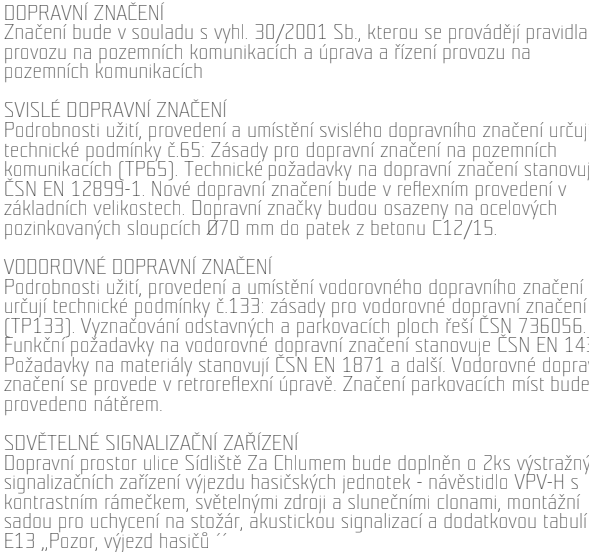 DOPRAVNÍ ZNAČENÍ
Značení bude v souladu s vyhl. 30/2001 Sb., kterou se provádějí pravidla
provozu na pozemních komunikacích a úprava a řízení provozu na
pozemních komunikacích
SVISLÉ DOPRAVNÍ ZNAČENÍ
Podrobnosti užití, provedení a umístění svislého dopravního značení určuj
technické podmínky č.65: Zásady pro dopravní značení na pozemních
komunikacích (TP65). Technické požadavky na dopravní značení stanovuj
ČSN EN 12899-1. Nové dopravní značení bude v reflexním provedení v
základních velikostech. Dopravní značky budou osazeny na ocelových
pozinkovaných sloupcích Ø70 mm do patek z betonu C12/15.
VODOROVNÉ DOPRAVNÍ ZNAČENÍ
Podrobnosti užití, provedení a umístění vodorovného dopravního značení
určují technické podmínky č.133: zásady pro vodorovné dopravní značení
(TP133). Vyznačování odstavných a parkovacích ploch řeší ČSN 736056.
Funkční požadavky na vodorovné dopravní značení stanovuje ČSN EN 143
Požadavky na materiály stanovují ČSN EN 1871 a další. Vodorovné doprav
značení se provede v retroreflexní úpravě. Značení parkovacích míst bude
provedeno nátěrem.
SOVĚTELNÉ SIGNALIZAČNÍ ZAŘÍZENÍ
Dopravní prostor ulice Sídliště Za Chlumem bude doplněn o 2ks výstražný
signalizačních zařízení výjezdu hasičských jednotek - návěstidlo VPV-H s
kontrastním rámečkem, světelnými zdroji a slunečními clonami, montážní
sadou pro uchycení na stožár, akustickou signalizací a dodatkovou tabulí
E13 „Pozor, výjezd hasičů ´´